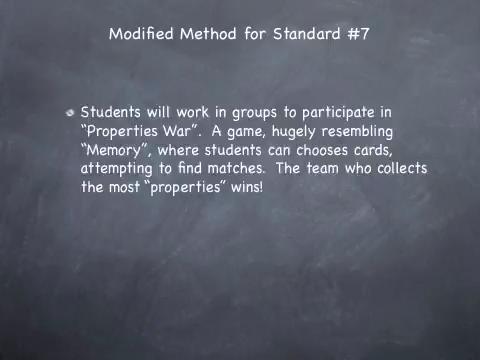 Modified Method for Standard #7
Students will work in groups to participate in
“Properties War”.  A game, hugely resembling
“Memory”, where students can chooses cards,
attempting to find matches.  The team who collects
the most “properties” wins!